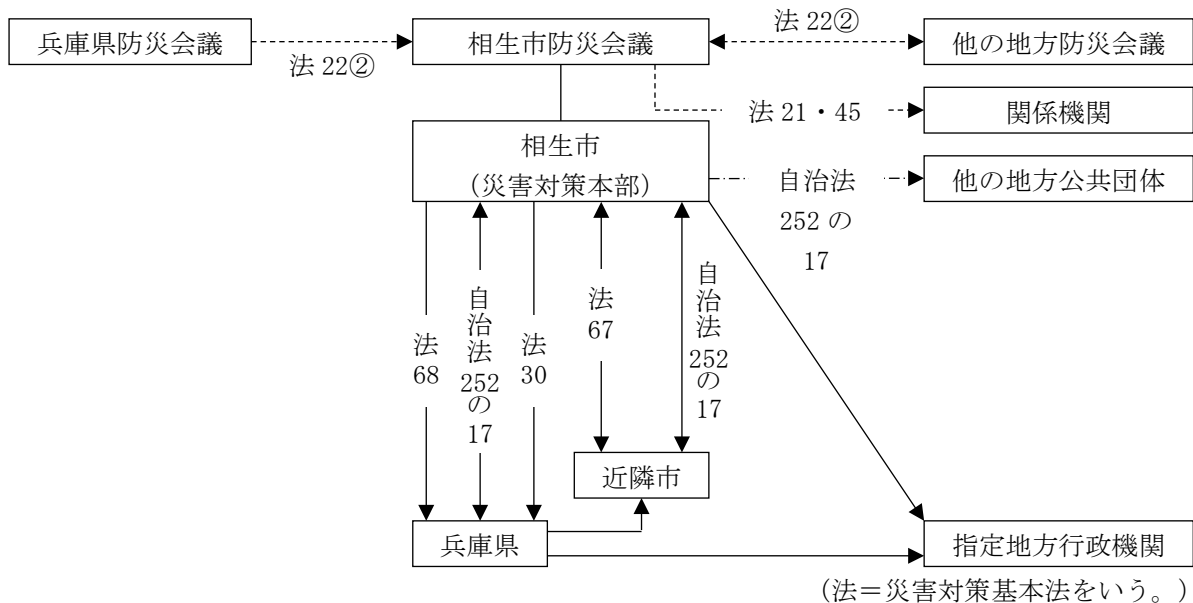 兵庫県防災会議
法 22②
相生市防災会議
法 22②
他の地方防災会議
法 21・45
関係機関
相生市
（災害対策本部）
自治法
252 の
17
他の地方公共団体
法
68
自治法
252
の
17
法
30
法
67
自治法
252
の
17
近隣市
兵庫県
指定地方行政機関
（法＝災害対策基本法をいう。）